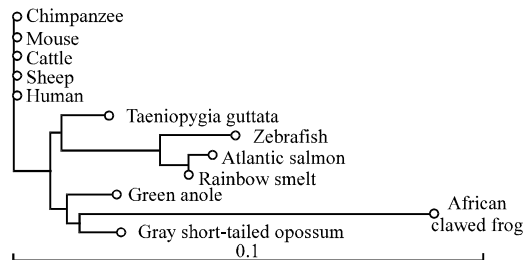 Chimpanzee
Mouse
Cattle
Sheep
Human
Taeniopygia guttata
Zebrafish
Atlantic salmon
Rainbow smelt
Green anole
African
clawed frog
Gray short-tailed opossum
0.1